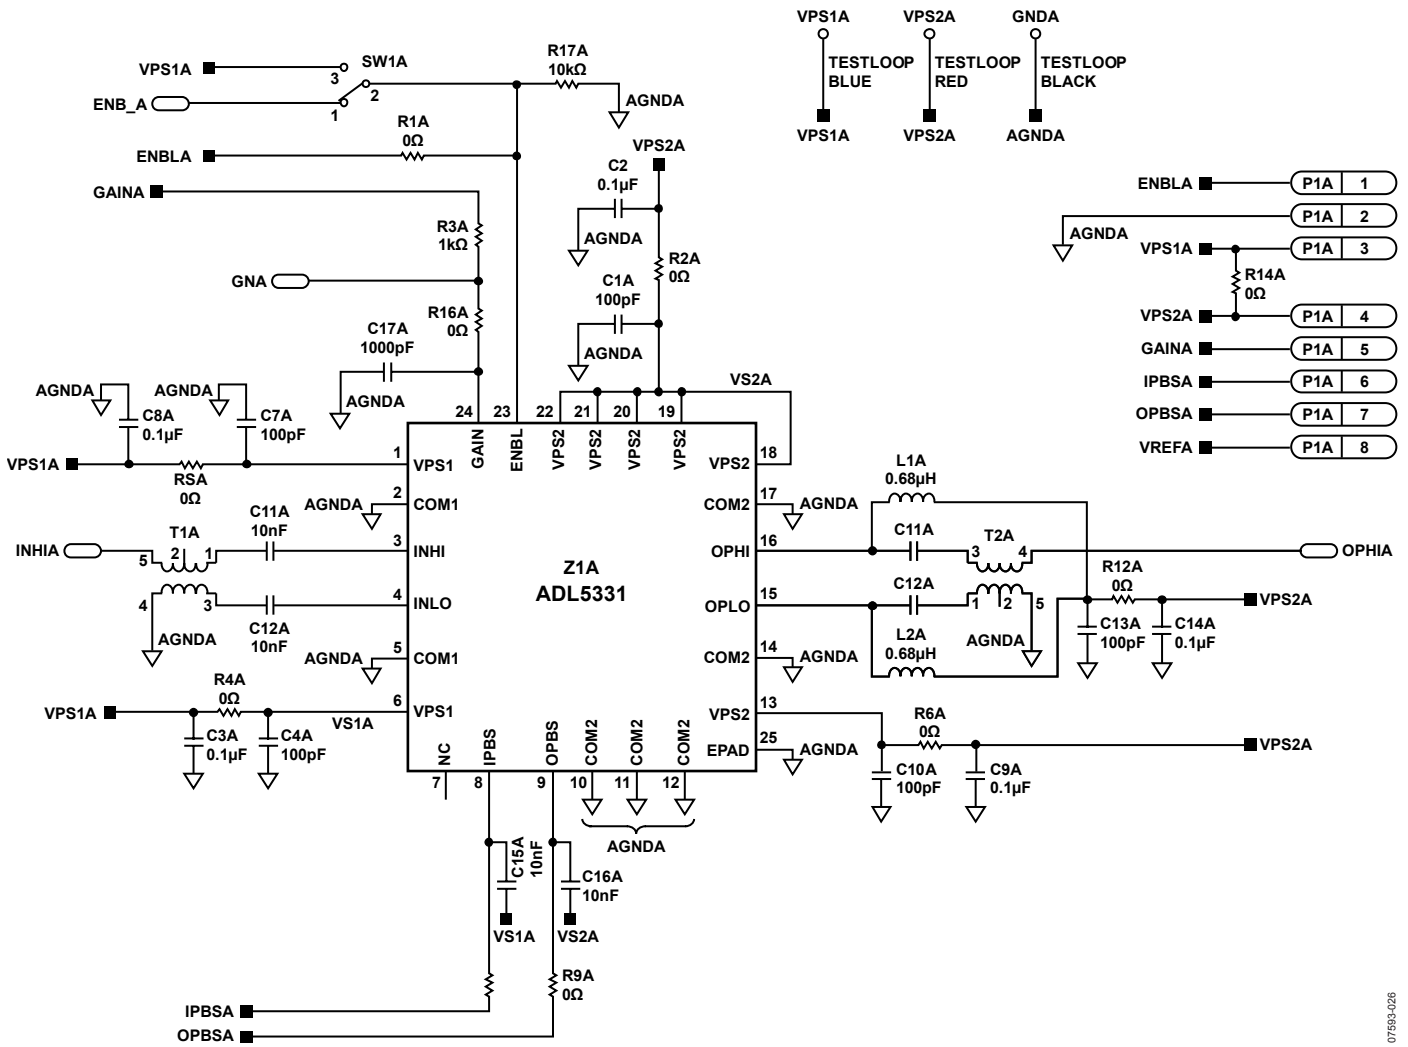 VPS1A
VPS2A
GNDA
TESTLOOP
BLUE
TESTLOOP
RED
TESTLOOP
BLACK
VPS1A
VPS2A
AGNDA
VPS1A
3
SW1A
2
1
ENB_A
R17A
10kΩ
AGNDA
R1A
0Ω
ENBLA
GAINA
VPS2A
C2
0.1µF
AGNDA
R3A
1kΩ
R2A
0Ω
GNA
C1A
100pF
AGNDA
R16A
0Ω
C17A
1000pF
AGNDA
VS2A
ENBLA
P1A 1
P1A 2
AGNDA
VPS1A
P1A 3
R14A
0Ω
VPS2A
P1A 4
GAINA
P1A 5
IPBSA
P1A 6
OPBSA
P1A 7
VREFA
P1A 8
AGNDA
C8A
0.1µF
AGNDA
C7A
100pF
VPS1A
RSA
0Ω
24
23
22
21
20
19
GAIN
ENBL
VPS2
VPS2
VPS2
VPS2
1
VPS1
VPS2
18
2
AGNDA
COM1
COM2
17
AGNDA
INHIA
T1A
5
2
1
C11A
10nF
3
INHI
4
3
C12A
10nF
4
INLO
AGNDA
AGNDA
5
COM1
Z1A
ADL5331
OPHI
16
OPLO
15
L1A
0.68µH
C11A
T2A
3
4
OPHIA
C12A
1
2
5
AGNDA
L2A
0.68µH
R12A
0Ω
VPS2A
C13A
100pF
C14A
0.1µF
COM2
14
AGNDA
VPS1A
R4A
0Ω
VS1A
6
VPS1
C3A
0.1µF
C4A
100pF
VPS2
13
R6A
0Ω
VPS2A
C10A
100pF
C9A
0.1µF
EPAD
25
AGNDA
NC
IPBS
OPBS
COM2
COM2
COM2
7
8
9
10
11
12
AGNDA
C15A
10nF
VS1A
C16A
10nF
VS2A
R9A
0Ω
IPBSA
OPBSA
07593-026